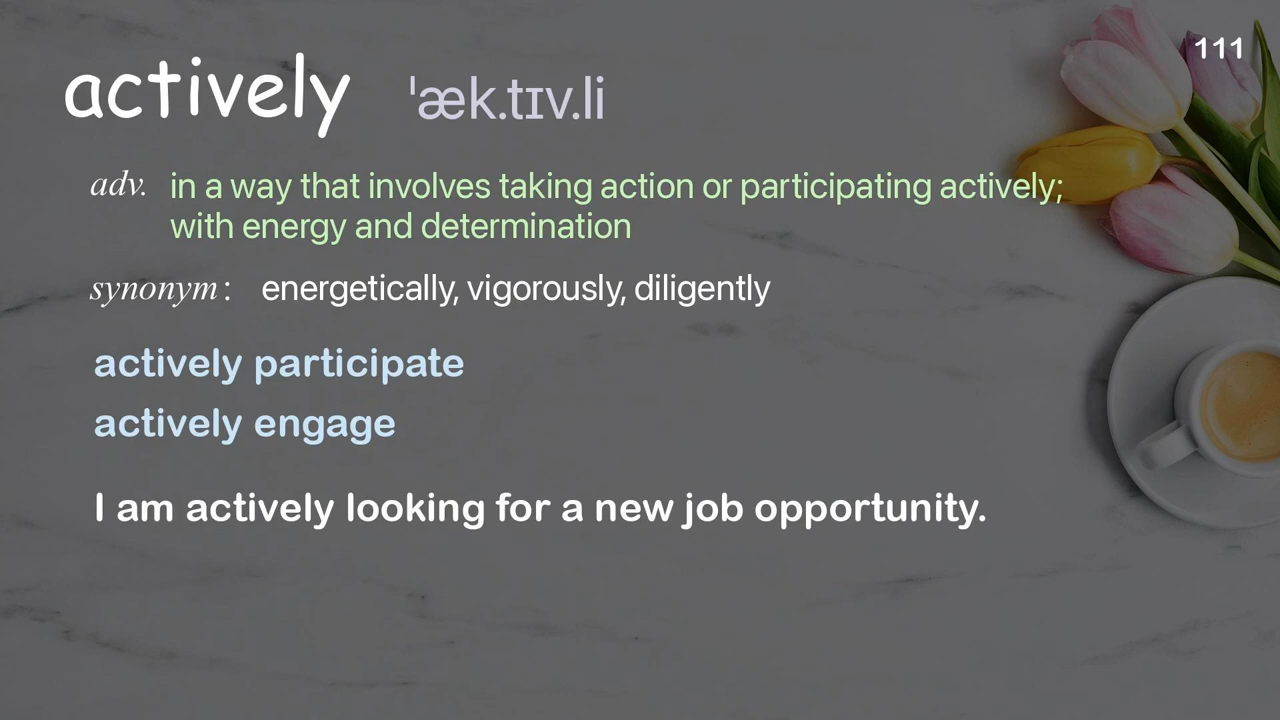 111
actively ˈæk.tɪv.li
adv. in a way that involves taking action or participating actively;
with energy and determination
synonym: energetically, vigorously, diligently
actively participate
actively engage
I am actively looking for a new job opportunity.